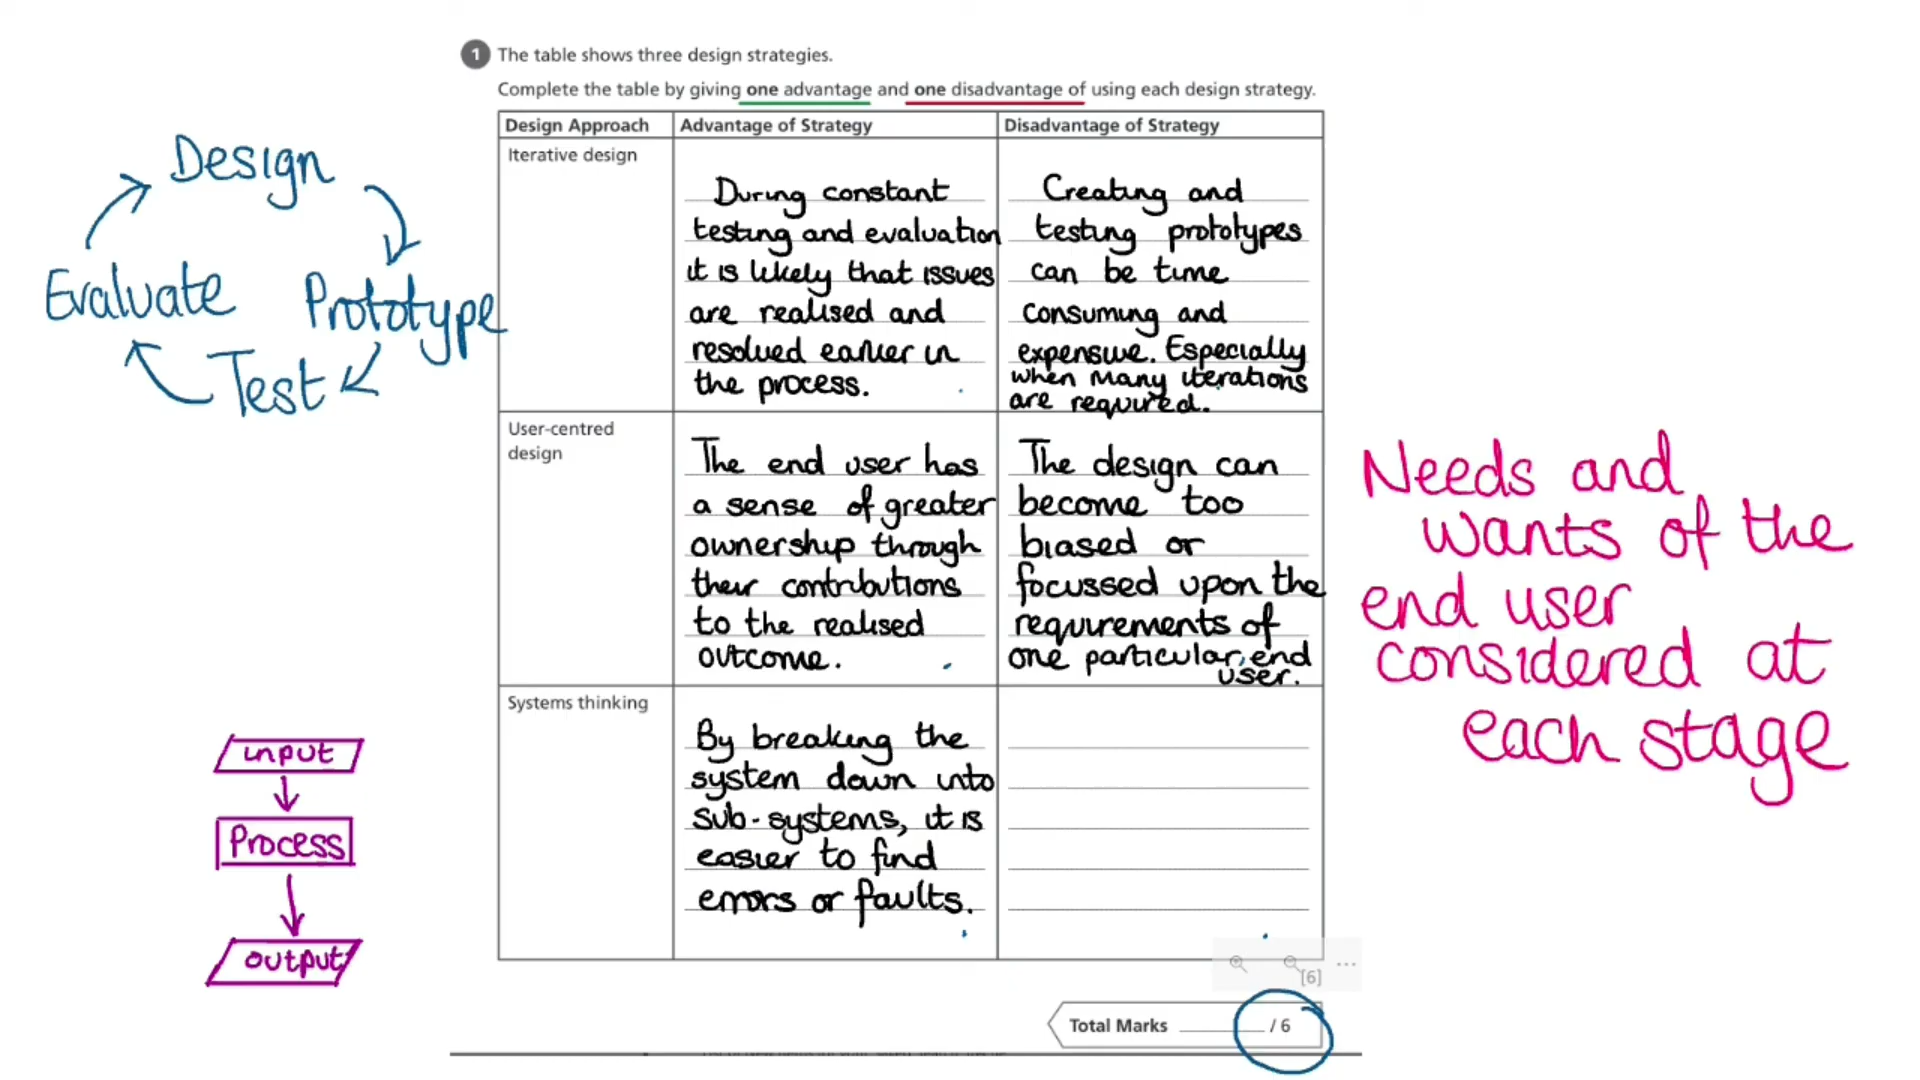 1 The table shows three design strategies.
Complete the table by giving one advantage and one disadvantage of using each design strategy.
Design Approach Advantage of Strategy Disadvantage of Strategy
Iterative design
During constant
testing and evaluation
it is likely that issues
are realised and
resolved earlier in
the process.
Creating and
testing prototypes
can be time
consuming and
expensive. Especially
when many iterations
are required.
User-centred
design
The end user has
a sense of greater
ownership through
their contributions
to the realised
outcome.
The design can
become too
biased or
focussed upon the
requirements of
one particular end
user.
Systems thinking
By breaking the
system down into
sub-systems, it is
easier to find
errors or faults.
[6]
Total Marks / 6
Design
Prototype
Test
Evaluate
input
Process
output
Needs and
wants of the
end user
considered at
each stage